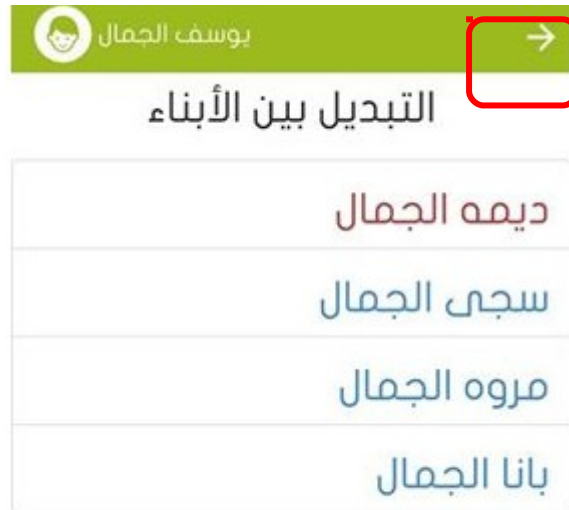 يوسف الجمال
التبديل بين الأبناء
ديمه الجمال
سجى الجمال
مروه الجمال
بانا الجمال